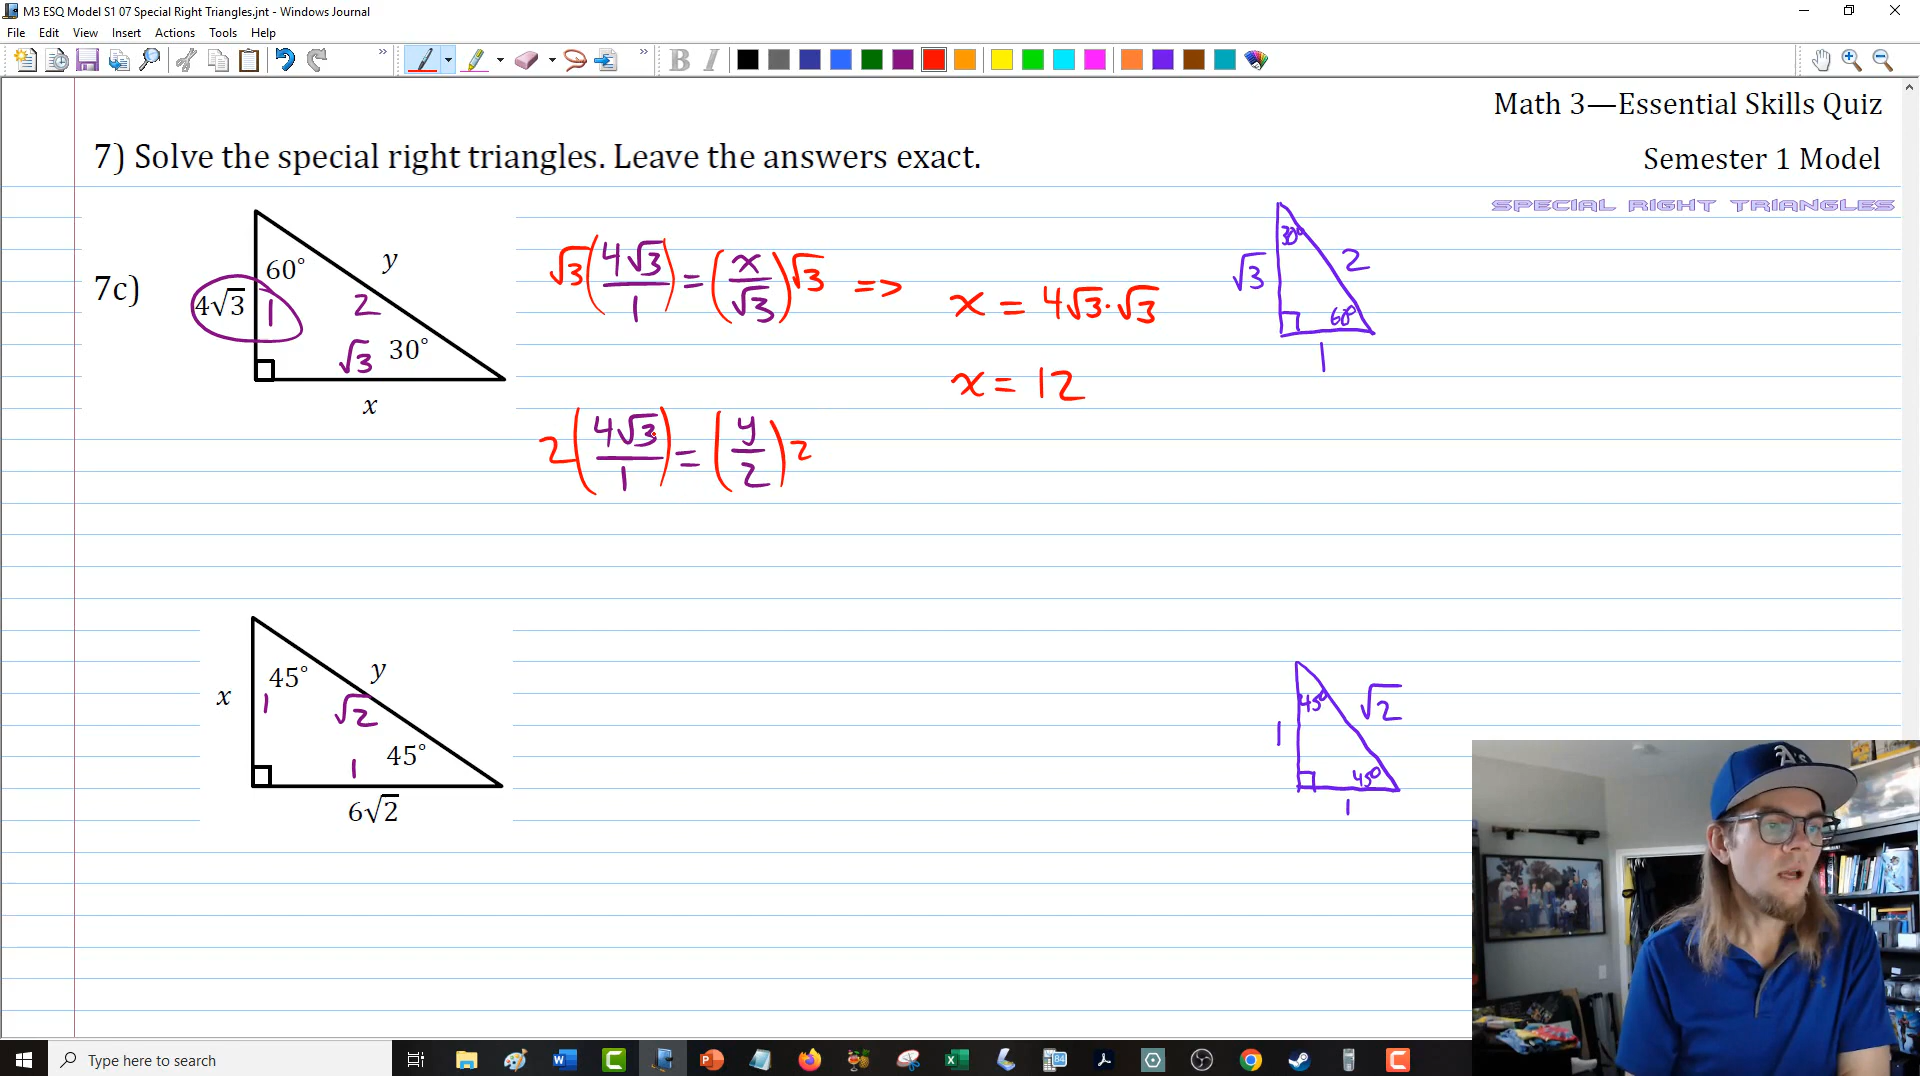 M3 ESQ Model S1 07 Special Right Triangles.jnt - Windows Journal
File Edit View Insert Actions Tools Help
B I
Math 3—Essential Skills Quiz
7) Solve the special right triangles. Leave the answers exact.
Semester 1 Model
SPECIAL RIGHT TRIANGLES
7c)
60° y
4√3 1 2
√3 30°
x
√3(4√3/1) = (x/√3)√3 => x = 4√3·√3
x = 12
2(4√3/1) = (y/2)2
30°
√3 2
60°
1
45° y
x 1 √2
1 45°
6√2
45° √2
1
45°
1
A's
Type here to search
84